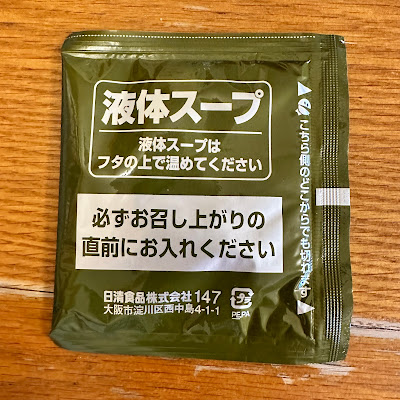 液体スープ
液体スープは
フタの上で温めてください
必ずお召し上がりの
直前にお入れください
日清食品株式会社 147
大阪市淀川区西中島4-1-1
プラ
PE,PA
こちら側のどこからでも切れます